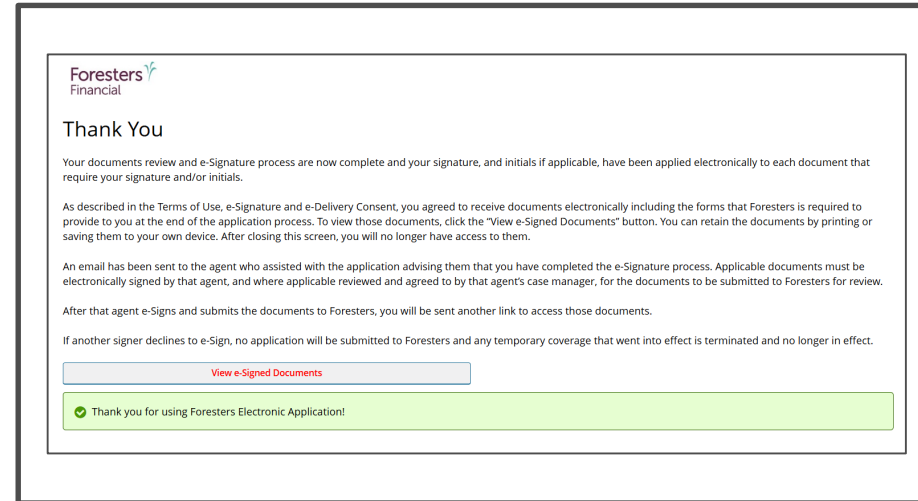 Foresters
Financial
Thank You
Your documents review and e-Signature process are now complete and your signature, and initials if applicable, have been applied electronically to each document that
require your signature and/or initials.
As described in the Terms of Use, e-Signature and e-Delivery Consent, you agreed to receive documents electronically including the forms that Foresters is required to
provide to you at the end of the application process. To view those documents, click the “View e-Signed Documents” button. You can retain the documents by printing or
saving them to your own device. After closing this screen, you will no longer have access to them.
An email has been sent to the agent who assisted with the application advising them that you have completed the e-Signature process. Applicable documents must be
electronically signed by that agent, and where applicable reviewed and agreed to by that agent’s case manager, for the documents to be submitted to Foresters for review.
After that agent e-Signs and submits the documents to Foresters, you will be sent another link to access those documents.
If another signer declines to e-Sign, no application will be submitted to Foresters and any temporary coverage that went into effect is terminated and no longer in effect.
View e-Signed Documents
Thank you for using Foresters Electronic Application!